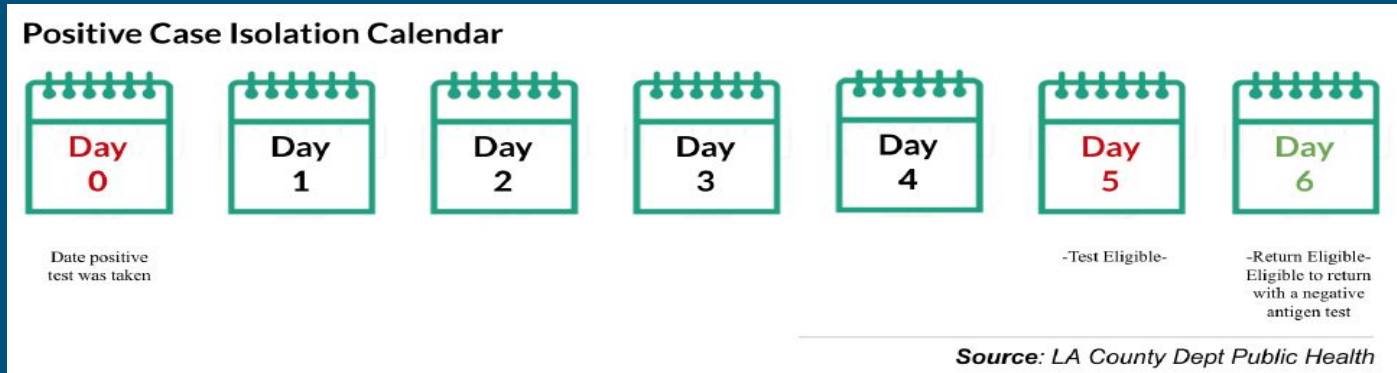 Positive Case Isolation Calendar
Day
0
Day
1
Day
2
Day
3
Day
4
Day
5
Day
6
Date positive
test was taken
-Test Eligible-
-Return Eligible-
Eligible to return
with a negative
antigen test
Source: LA County Dept Public Health